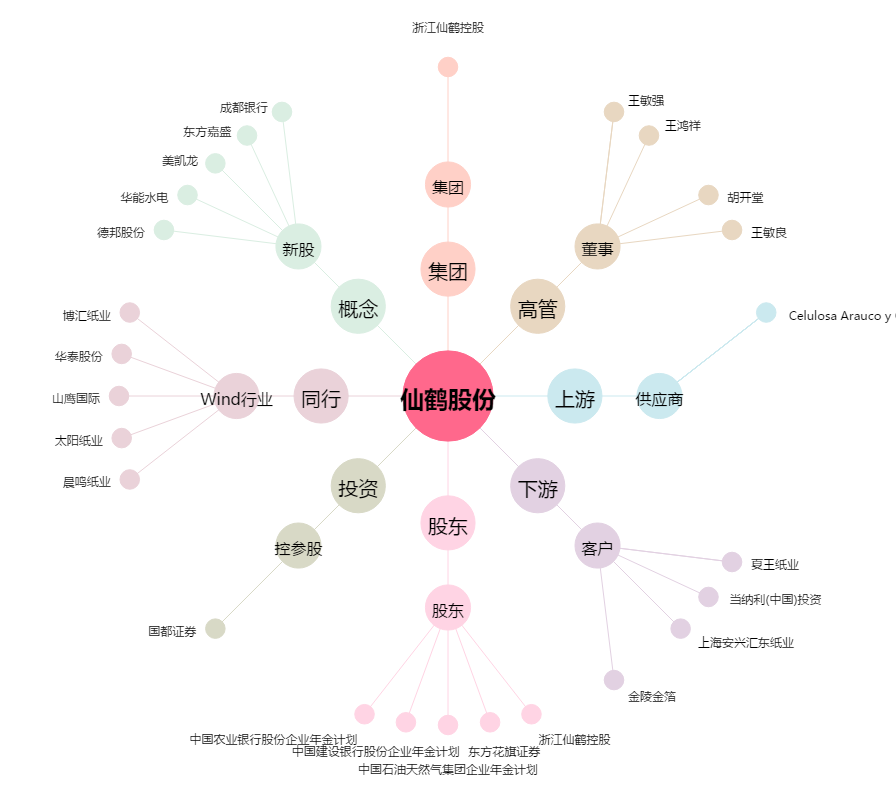 浙江仙鹤控股
成都银行
东方嘉盛
美凯龙
华能水电
德邦股份
新股
概念
集团
集团
王敏强
王鸿祥
胡开堂
王敏良
董事
高管
博汇纸业
华泰股份
山鹰国际
太阳纸业
晨鸣纸业
Wind行业
同行
仙鹤股份
上游
供应商
Celulosa Arauco y
投资
控参股
国都证券
股东
股东
下游
客户
夏王纸业
当纳利(中国)投资
上海安兴汇东纸业
金陵金箔
中国农业银行股份企业年金计划
中国建设银行股份企业年金计划
中国石油天然气集团企业年金计划
东方花旗证券
浙江仙鹤控股